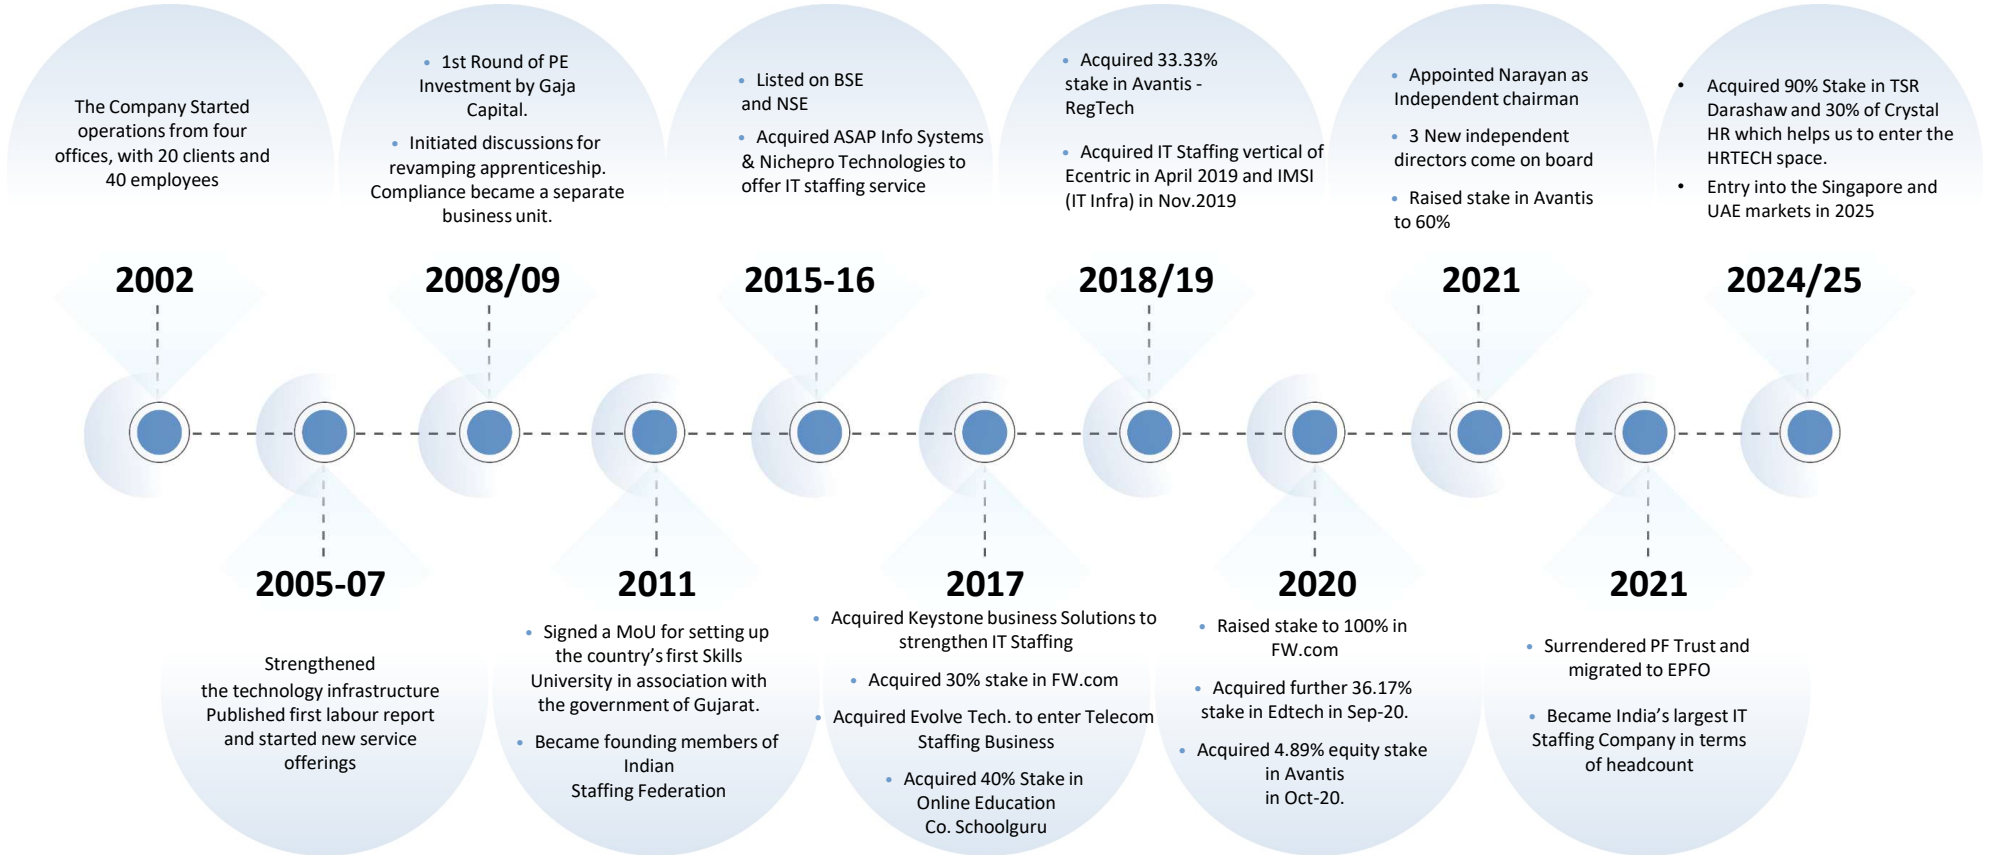 The Company Started
operations from four
offices, with 20 clients and
40 employees
2002
Strengthened
the technology infrastructure
Published first labour report
and started new service
offerings
2005-07
• 1st Round of PE
Investment by Gaja
Capital.
• Initiated discussions for
revamping apprenticeship.
Compliance became a separate
business unit.
2008/09
2011
• Signed a MoU for setting up
the country’s first Skills
University in association with
the government of Gujarat.
• Became founding members of
Indian
Staffing Federation
• Listed on BSE
and NSE
• Acquired ASAP Info Systems
& Nichepro Technologies to
offer IT staffing service
2015-16
2017
• Acquired Keystone business Solutions to
strengthen IT Staffing
• Acquired 30% stake in FW.com
• Acquired Evolve Tech. to enter Telecom
Staffing Business
• Acquired 40% Stake in
Online Education
Co. Schoolguru
• Acquired 33.33%
stake in Avantis -
RegTech
• Acquired IT Staffing vertical of
Ecentric in April 2019 and IMSI
(IT Infra) in Nov.2019
2018/19
2020
• Raised stake to 100% in
FW.com
• Acquired further 36.17%
stake in Edtech in Sep-20.
• Acquired 4.89% equity stake
in Avantis
in Oct-20.
• Appointed Narayan as
Independent chairman
• 3 New independent
directors come on board
• Raised stake in Avantis
to 60%
2021
2021
• Surrendered PF Trust and
migrated to EPFO
• Became India’s largest IT
Staffing Company in terms
of headcount
• Acquired 90% Stake in TSR
Darashaw and 30% of Crystal
HR which helps us to enter the
HRTECH space.
• Entry into the Singapore and
UAE markets in 2025
2024/25